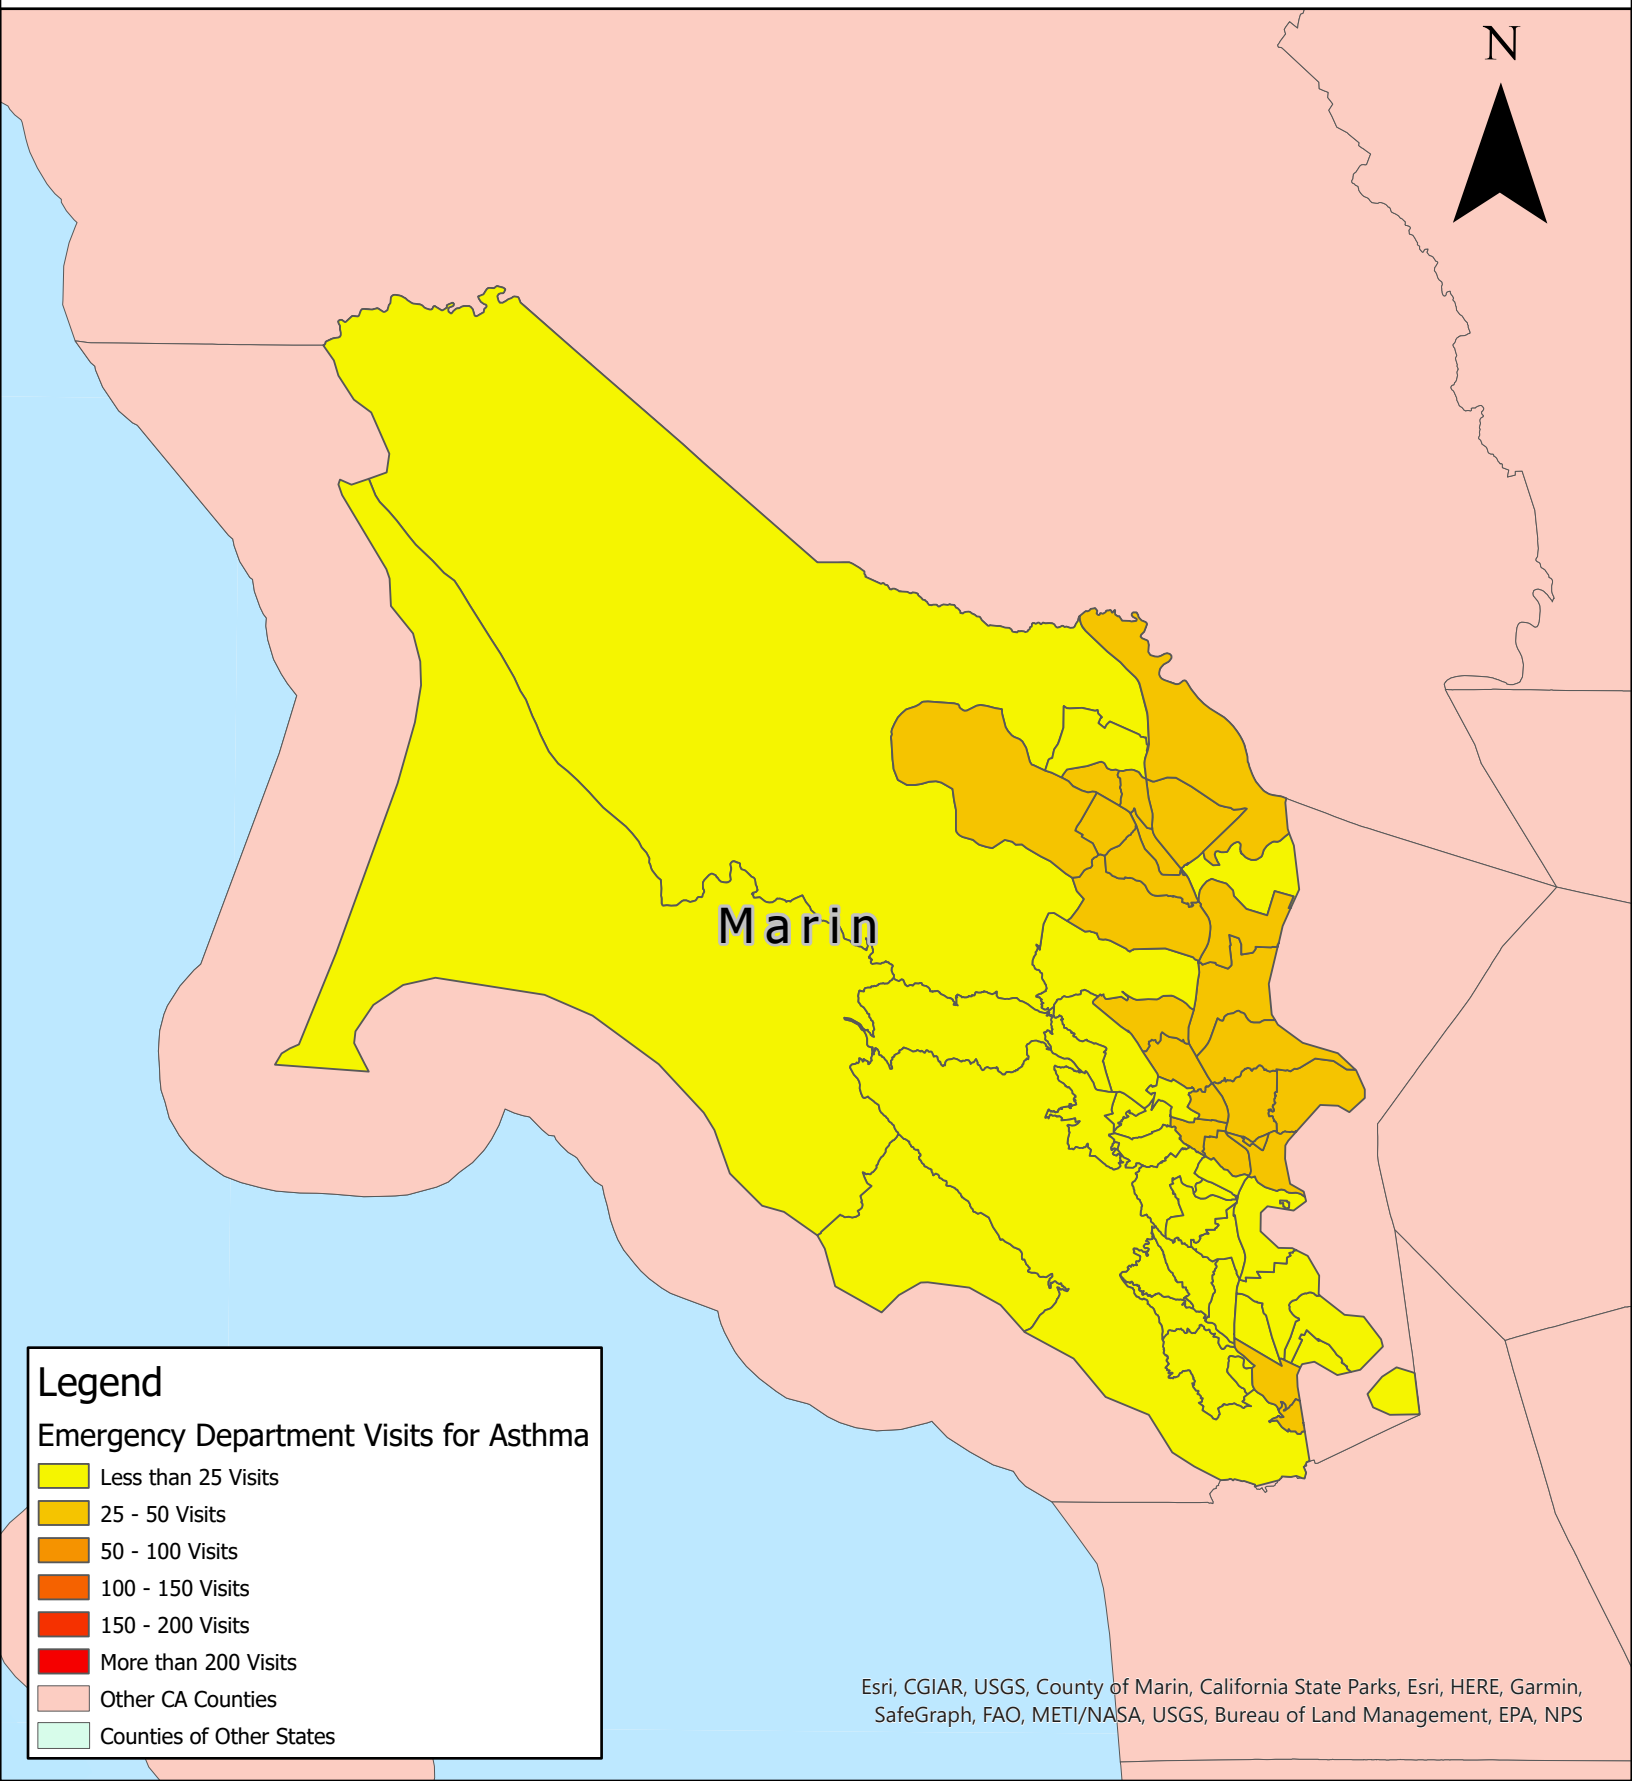 N
Marin
Legend
Emergency Department Visits for Asthma
Less than 25 Visits
25 - 50 Visits
50 - 100 Visits
100 - 150 Visits
150 - 200 Visits
More than 200 Visits
Other CA Counties
Counties of Other States
Esri, CGIAR, USGS, County of Marin, California State Parks, Esri, HERE, Garmin,
SafeGraph, FAO, METI/NASA, USGS, Bureau of Land Management, EPA, NPS